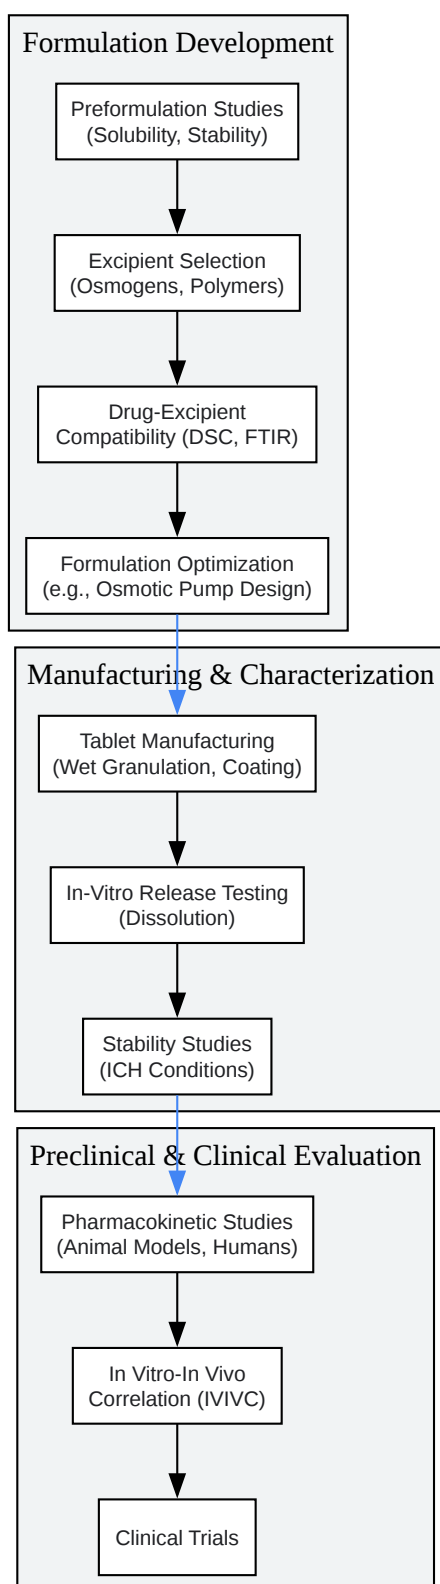 Formulation Development
Preformulation Studies
(Solubility, Stability)
Excipient Selection
(Osmogens, Polymers)
Drug-Excipient
Compatibility (DSC, FTIR)
Formulation Optimization
(e.g., Osmotic Pump Design)
Manufacturing & Characterization
Tablet Manufacturing
(Wet Granulation, Coating)
In-Vitro Release Testing
(Dissolution)
Stability Studies
(ICH Conditions)
Preclinical & Clinical Evaluation
Pharmacokinetic Studies
(Animal Models, Humans)
In Vitro-In Vivo
Correlation (IVIVC)
Clinical Trials